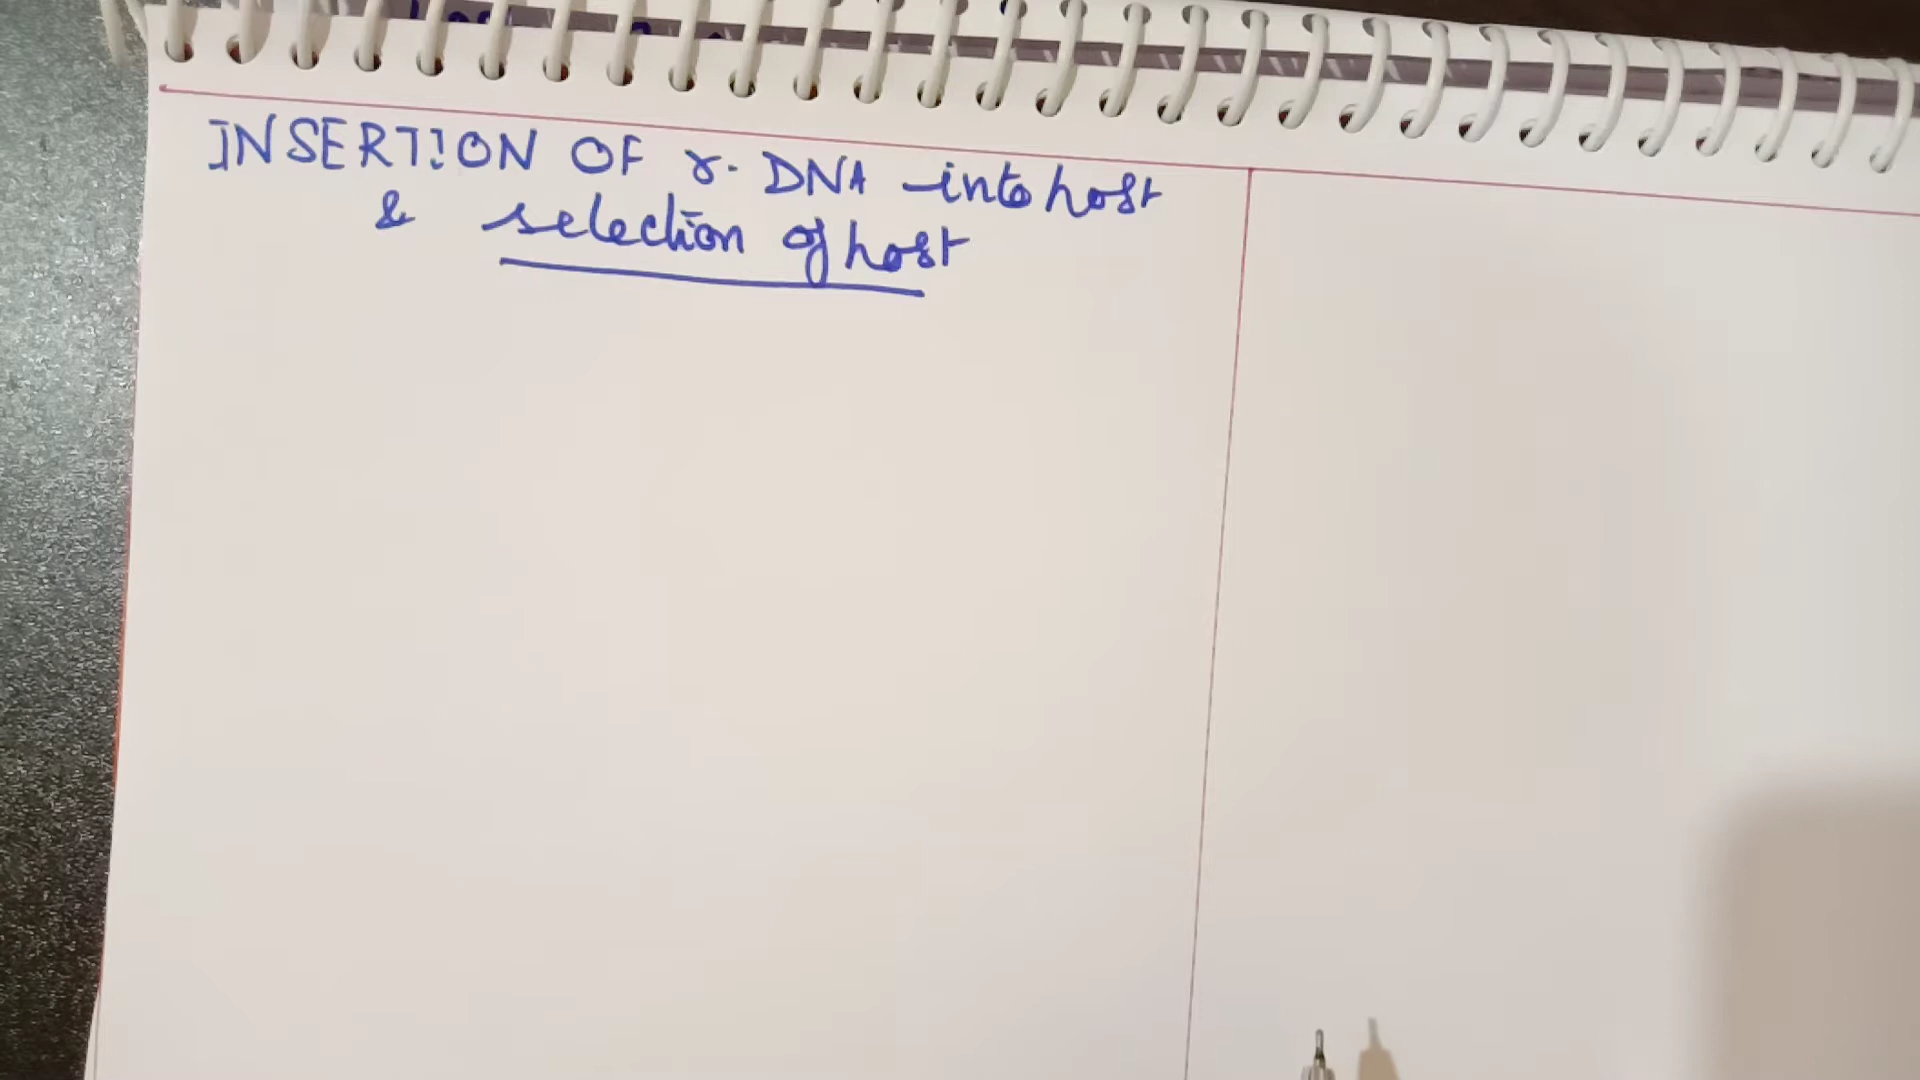 INSERTION OF r. DNA into host
& selection of host